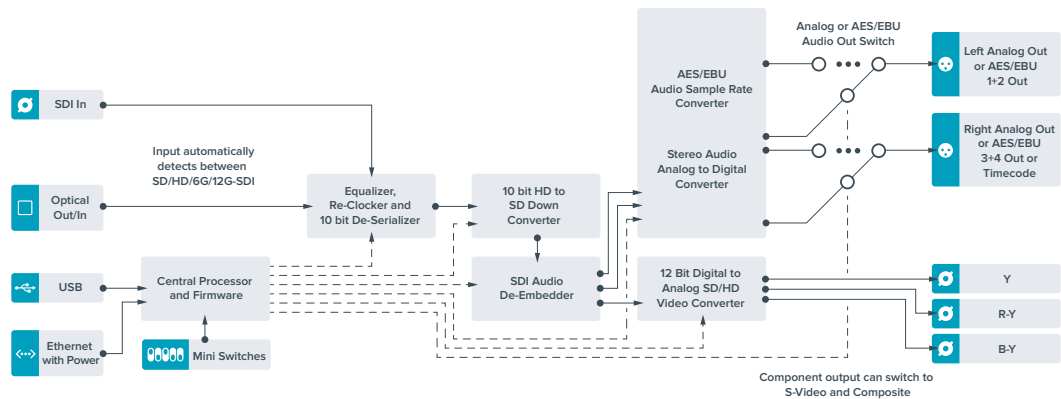 Analog or AES/EBU
Audio Out Switch
Left Analog Out
or AES/EBU
1+2 Out
AES/EBU
Audio Sample Rate
Converter
SDI In
Input automatically
detects between
SD/HD/6G/12G-SDI
Stereo Audio
Analog to Digital
Converter
Right Analog Out
or AES/EBU
3+4 Out or
Timecode
Optical
Out/In
Equalizer,
Re-Clocker and
10 bit De-Serializer
10 bit HD to
SD Down
Converter
USB
Central Processor
and Firmware
SDI Audio
De-Embedder
12 Bit Digital to
Analog SD/HD
Video Converter
Y
R-Y
B-Y
Ethernet
with Power
Mini Switches
Component output can switch to
S-Video and Composite